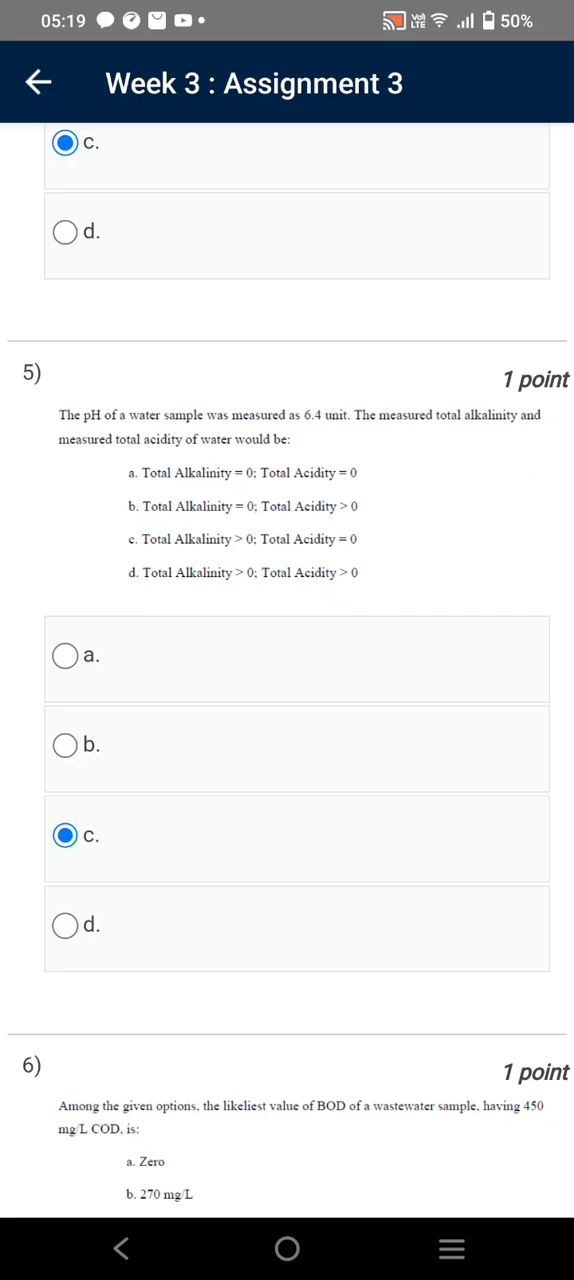 05:19
Vo) LTE
50%
Week 3 : Assignment 3
c.
d.
5)
1 point
The pH of a water sample was measured as 6.4 unit. The measured total alkalinity and
measured total acidity of water would be:
a. Total Alkalinity = 0; Total Acidity = 0
b. Total Alkalinity = 0; Total Acidity > 0
c. Total Alkalinity > 0; Total Acidity = 0
d. Total Alkalinity > 0; Total Acidity > 0
a.
b.
c.
d.
6)
1 point
Among the given options, the likeliest value of BOD of a wastewater sample, having 450
mg/L COD, is:
a. Zero
b. 270 mg/L